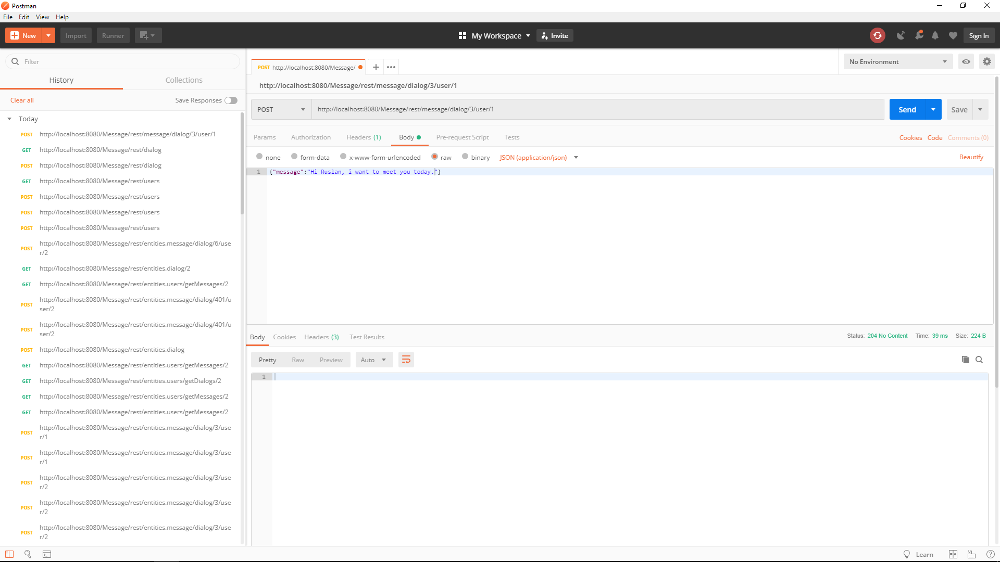 Postman
File Edit View Help
New Import Runner My Workspace Invite Sign In
Filter
History Collections
Clear all Save Responses
Today
POST http://localhost:8080/Message/rest/message/dialog/3/user/1
GET http://localhost:8080/Message/rest/dialog
POST http://localhost:8080/Message/rest/dialog
GET http://localhost:8080/Message/rest/users
POST http://localhost:8080/Message/rest/users
POST http://localhost:8080/Message/rest/users
POST http://localhost:8080/Message/rest/users
POST http://localhost:8080/Message/rest/entities.message/dialog/6/use
r/2
GET http://localhost:8080/Message/rest/entities.dialog/2
GET http://localhost:8080/Message/rest/entities.users/getMessages/2
POST http://localhost:8080/Message/rest/entities.message/dialog/401/u
ser/2
POST http://localhost:8080/Message/rest/entities.message/dialog/401/u
ser/2
POST http://localhost:8080/Message/rest/entities.dialog
GET http://localhost:8080/Message/rest/entities.users/getMessages/2
GET http://localhost:8080/Message/rest/entities.users/getDialogs/2
GET http://localhost:8080/Message/rest/entities.users/getMessages/2
GET http://localhost:8080/Message/rest/entities.users/getMessages/2
POST http://localhost:8080/Message/rest/entities.message/dialog/3/use
r/1
POST http://localhost:8080/Message/rest/entities.message/dialog/3/use
r/1
POST http://localhost:8080/Message/rest/entities.message/dialog/3/use
r/2
POST http://localhost:8080/Message/rest/entities.message/dialog/3/use
r/2
POST http://localhost:8080/Message/rest/entities.message/dialog/3/use
r/2
POST http://localhost:8080/Message/
No Environment
http://localhost:8080/Message/rest/message/dialog/3/user/1
POST http://localhost:8080/Message/rest/message/dialog/3/user/1 Send Save
Params Authorization Headers (1) Body Pre-request Script Tests Cookies Code Comments (0)
none form-data x-www-form-urlencoded raw binary JSON (application/json) Beautify
1 {"message":"Hi Ruslan, i want to meet you today."}
Body Cookies Headers (3) Test Results Status: 204 No Content Time: 39 ms Size: 224 B
Pretty Raw Preview Auto
1
Learn